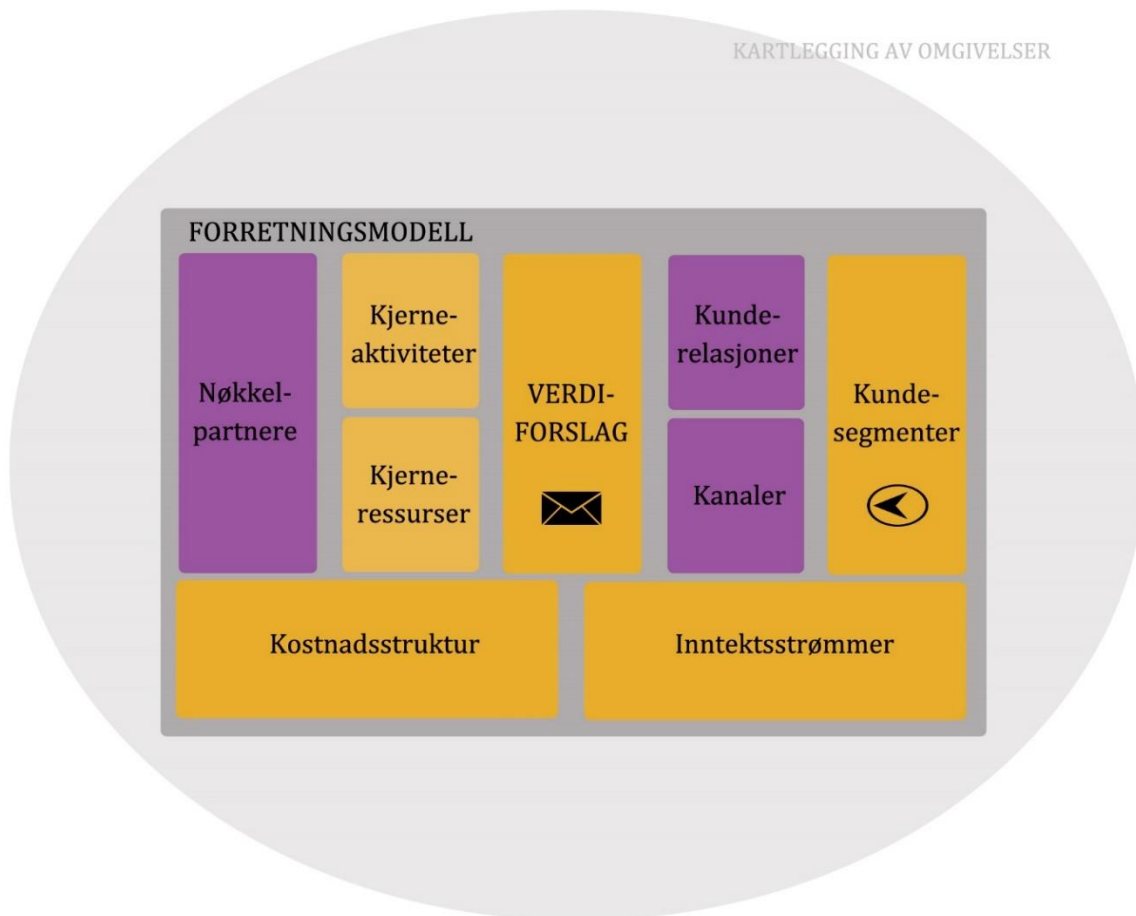 KARTLEGGING AV OMGIVELSER
FORRETNINGSMODELL
Nøkkel-
partnere
Kjerne-
aktiviteter
Kjerne-
ressurser
VERDI-
FORSLAG
Kunde-
relasjoner
Kanaler
Kunde-
segmenter
Kostnadsstruktur
Inntektsstrømmer